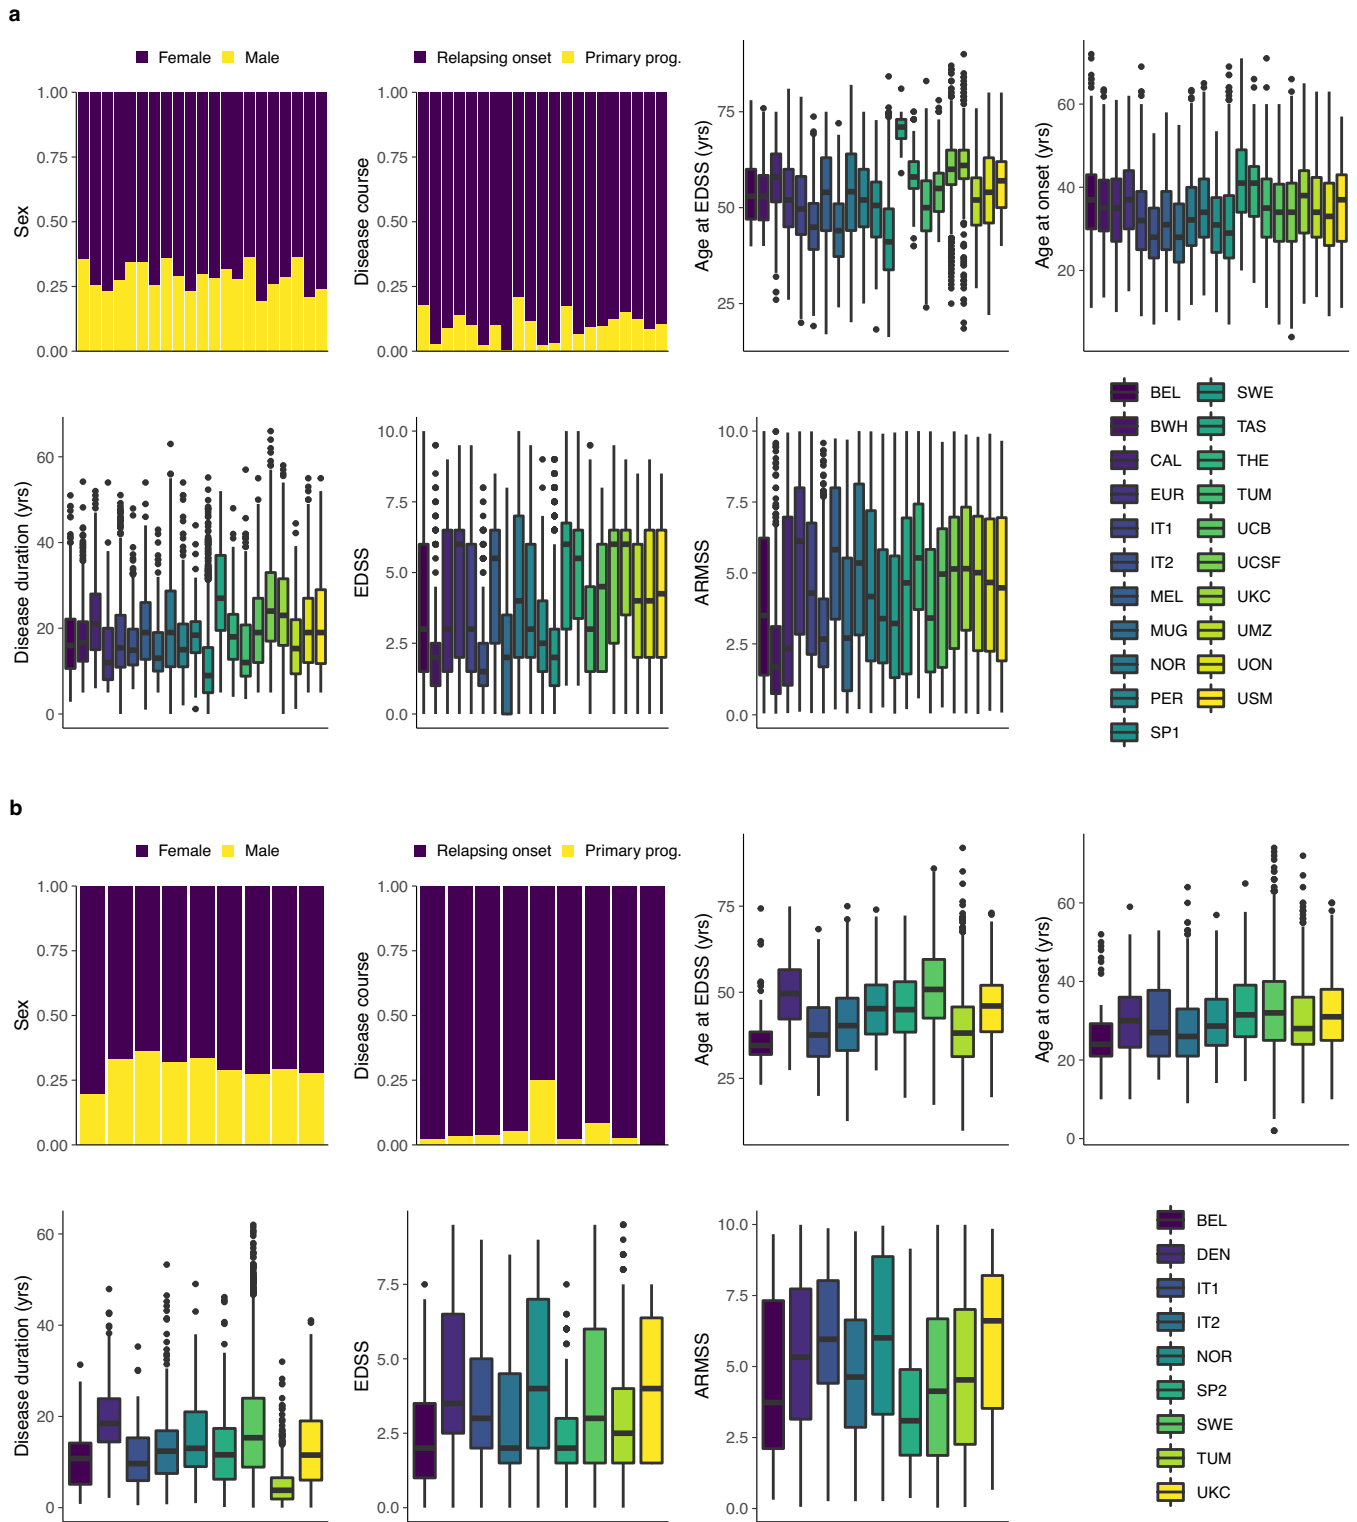 a
Female Male
Sex
1.00
0.75
0.50
0.25
0.00
Relapsing onset Primary prog.
Disease course
1.00
0.75
0.50
0.25
0.00
Age at EDSS (yrs)
75
50
25
Age at onset (yrs)
60
40
20
Disease duration (yrs)
60
40
20
0
EDSS
10.0
7.5
5.0
2.5
0.0
ARMSS
10.0
7.5
5.0
2.5
0.0
BEL
BWH
CAL
EUR
IT1
IT2
MEL
MUG
NOR
PER
SP1
SWE
TAS
THE
TUM
UCB
UCSF
UKC
UMZ
UON
USM
b
Female Male
Sex
1.00
0.75
0.50
0.25
0.00
Relapsing onset Primary prog.
Disease course
1.00
0.75
0.50
0.25
0.00
Age at EDSS (yrs)
75
50
25
Age at onset (yrs)
60
40
20
0
Disease duration (yrs)
60
40
20
0
EDSS
7.5
5.0
2.5
0.0
ARMSS
10.0
7.5
5.0
2.5
0.0
BEL
DEN
IT1
IT2
NOR
SP2
SWE
TUM
UKC